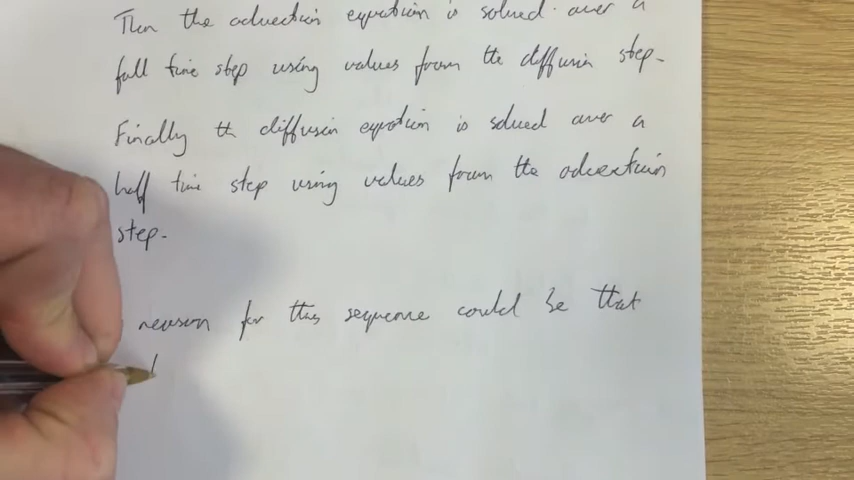 Then the advection equation is solved over a
full time step using values from the diffusion step.
Finally the diffusion equation is solved over a
half time step using values from the advection
step.
reason for this sequence could be that